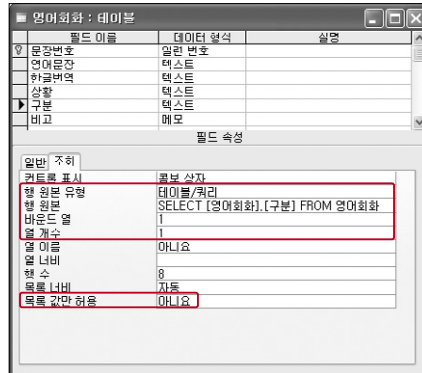 영어회화 : 테이블
필드 이름 데이터 형식 설명
문장번호 일련 번호
영어문장 텍스트
한글번역 텍스트
상황 텍스트
구분 텍스트
비고 메모
필드 속성
일반 조회
컨트롤 표시 콤보 상자
행 원본 유형 테이블/쿼리
행 원본 SELECT [영어회화].[구분] FROM 영어회화
바운드 열 1
열 개수 1
열 이름 아니요
열 너비
행 수 8
목록 너비 자동
목록 값만 허용 아니요